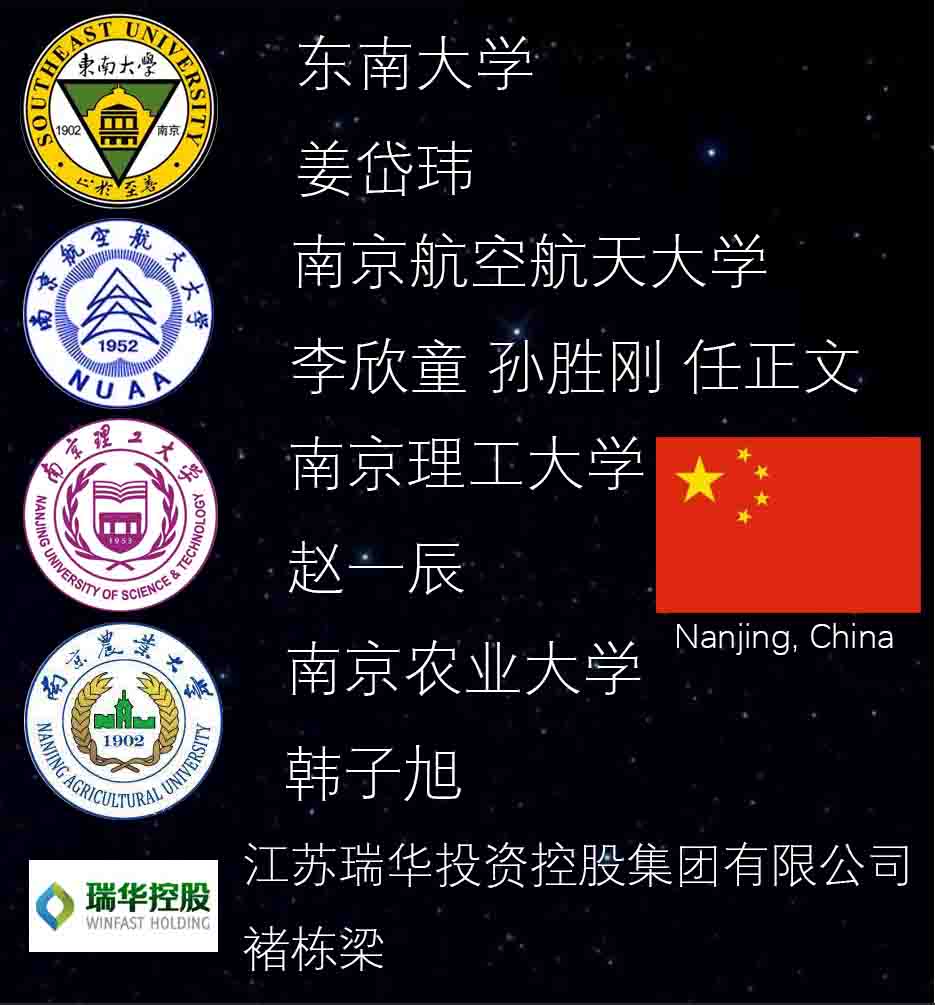 SOUTHEAST UNIVERSITY
東南大學
1902 南京
止於至善
东南大学
姜岱玮
南京航空航天大学
1952
NUAA
南京航空航天大学
李欣童 孙胜刚 任正文
南京理工大学
1953
NANJING UNIVERSITY OF SCIENCE & TECHNOLOGY
南京理工大学
赵一辰
Nanjing, China
南京農業大學
1902
NANJING AGRICULTURAL UNIVERSITY
南京农业大学
韩子旭
瑞华控股
WINFAST HOLDING
江苏瑞华投资控股集团有限公司
褚栋梁